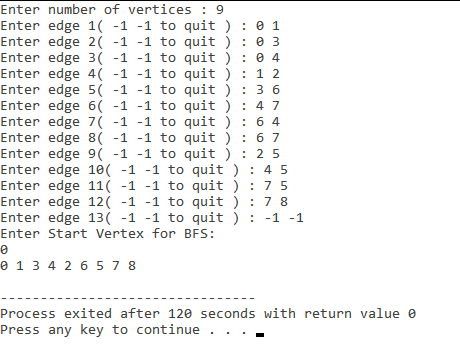 Enter number of vertices : 9
Enter edge 1( -1 -1 to quit ) : 0 1
Enter edge 2( -1 -1 to quit ) : 0 3
Enter edge 3( -1 -1 to quit ) : 0 4
Enter edge 4( -1 -1 to quit ) : 1 2
Enter edge 5( -1 -1 to quit ) : 3 6
Enter edge 6( -1 -1 to quit ) : 4 7
Enter edge 7( -1 -1 to quit ) : 6 4
Enter edge 8( -1 -1 to quit ) : 6 7
Enter edge 9( -1 -1 to quit ) : 2 5
Enter edge 10( -1 -1 to quit ) : 4 5
Enter edge 11( -1 -1 to quit ) : 7 5
Enter edge 12( -1 -1 to quit ) : 7 8
Enter edge 13( -1 -1 to quit ) : -1 -1
Enter Start Vertex for BFS:
0
0 1 3 4 2 6 5 7 8
--------------------------------
Process exited after 120 seconds with return value 0
Press any key to continue . . .